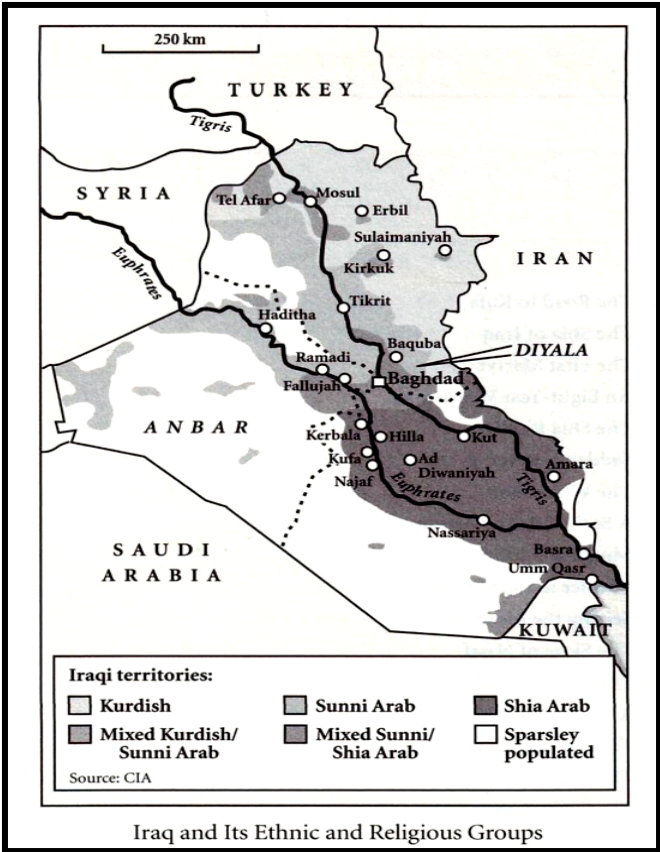 250 km
TURKEY
Tigris
SYRIA
Tel Afar
Mosul
Erbil
Sulaimaniyah
Kirkuk
IRAN
Euphrates
Tikrit
Haditha
Baquba
DIYALA
Ramadi
Baghdad
Fallujah
ANBAR
Kerbala
Hilla
Kut
Kufa
Ad
Diwaniyah
Amara
Najaf
Euphrates
Tigris
Nassariya
SAUDI
ARABIA
Basra
Umm Qasr
KUWAIT
Iraqi territories:
Kurdish
Sunni Arab
Shia Arab
Mixed Kurdish/
Sunni Arab
Mixed Sunni/
Shia Arab
Sparsley
populated
Source: CIA
Iraq and Its Ethnic and Religious Groups